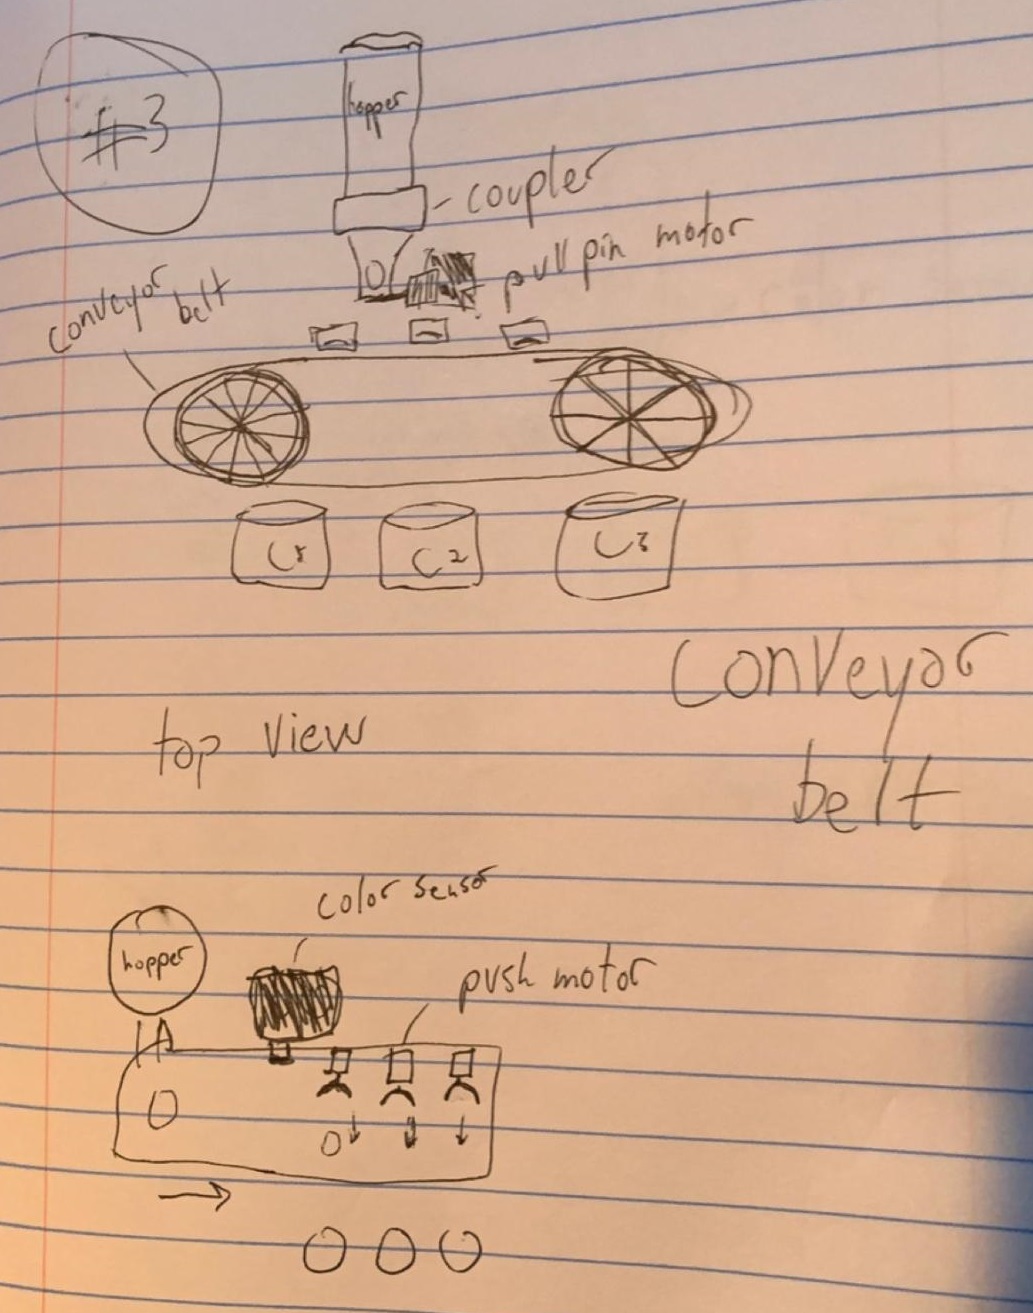 #3
hopper
coupler
pull pin motor
conveyor
belt
C1
C2
C3
Conveyor
belt
top view
color sensor
hopper
push motor